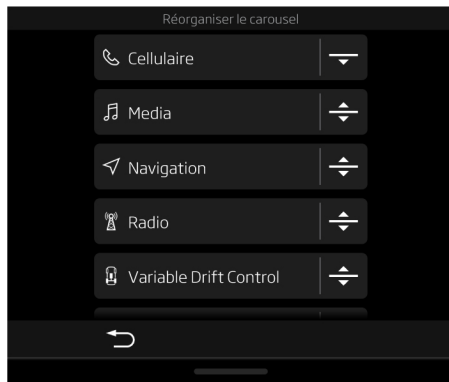 Réorganiser le carousel
Cellulaire
Media
Navigation
Radio
Variable Drift Control